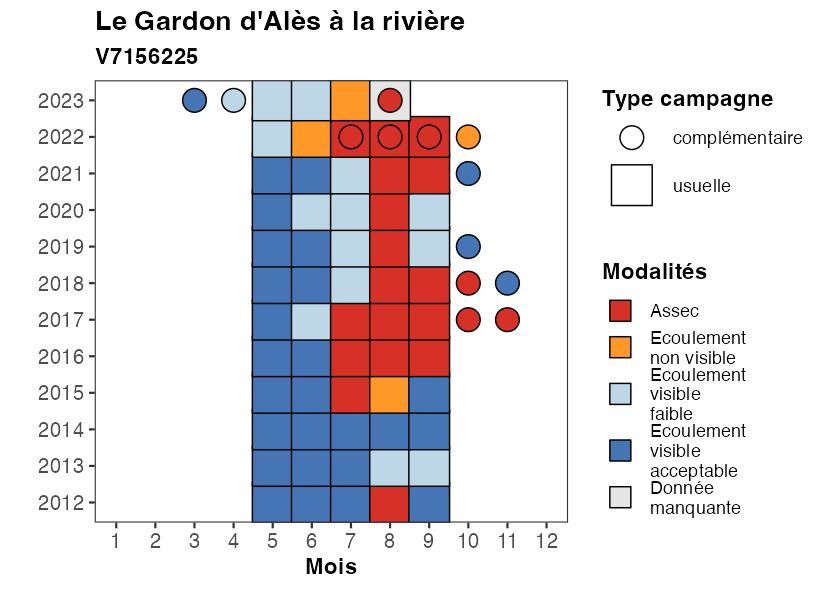 Le Gardon d'Alès à la rivière
V7156225
2023
2022
2021
2020
2019
2018
2017
2016
2015
2014
2013
2012
1 2 3 4 5 6 7 8 9 10 11 12
Mois
Type campagne
complémentaire
usuelle
Modalités
Assec
Ecoulement
non visible
Ecoulement
visible
faible
Ecoulement
visible
acceptable
Donnée
manquante